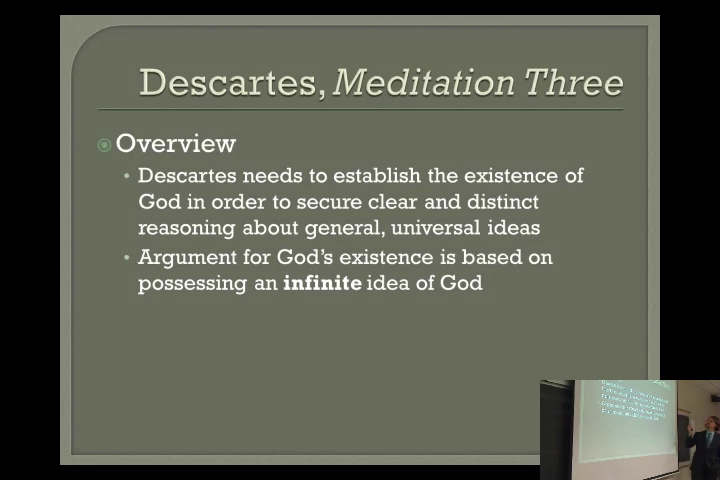 Descartes, Meditation Three
Overview
Descartes needs to establish the existence of
God in order to secure clear and distinct
reasoning about general, universal ideas
Argument for God's existence is based on
possessing an infinite idea of God